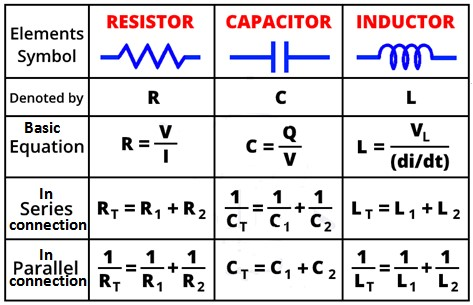 Elements Symbol RESISTOR CAPACITOR INDUCTOR
Denoted by R C L
Basic Equation R = V/I C = Q/V L = V_L/(di/dt)
In Series connection R_T = R_1 + R_2 1/C_T = 1/C_1 + 1/C_2 L_T = L_1 + L_2
In Parallel connection 1/R_T = 1/R_1 + 1/R_2 C_T = C_1 + C_2 1/L_T = 1/L_1 + 1/L_2